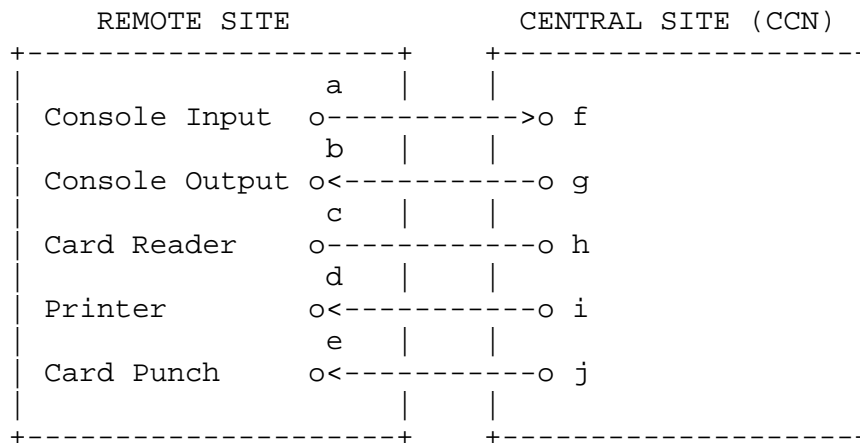 REMOTE SITE             CENTRAL SITE (CCN)
+---------------------+    +---------------------
|                 a   |    |
| Console Input  o----------->o f
|                 b   |    |
| Console Output o<-----------o g
|                 c   |    |
| Card Reader    o------------o h
|                 d   |    |
| Printer        o<-----------o i
|                 e   |    |
| Card Punch     o<-----------o j
|                     |    |
+---------------------+    +---------------------